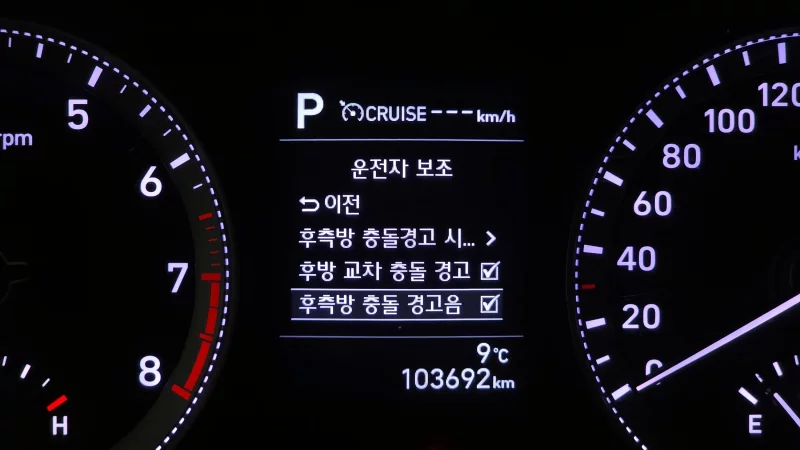 P CRUISE --- km/h
운전자 보조
이전
후측방 충돌경고 시...
후방 교차 충돌 경고
후측방 충돌 경고음
9℃
103692km
rpm
5
6
7
8
H
0
20
40
60
80
100
120
E